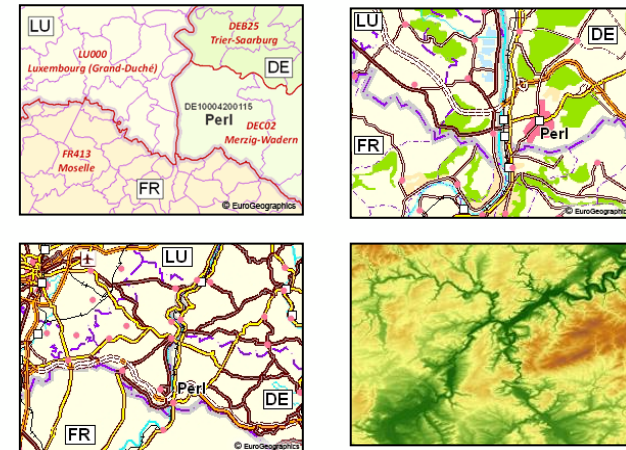 LU
DEB25
Trier-Saarburg
LU000
Luxembourg (Grand-Duché)
DE
DE10004200115
Perl
DEC02
Merzig-Wadern
FR413
Moselle
FR
© EuroGeographics
LU
DE
Perl
FR
© EuroGeographics
LU
Perl
DE
FR
© EuroGeographics